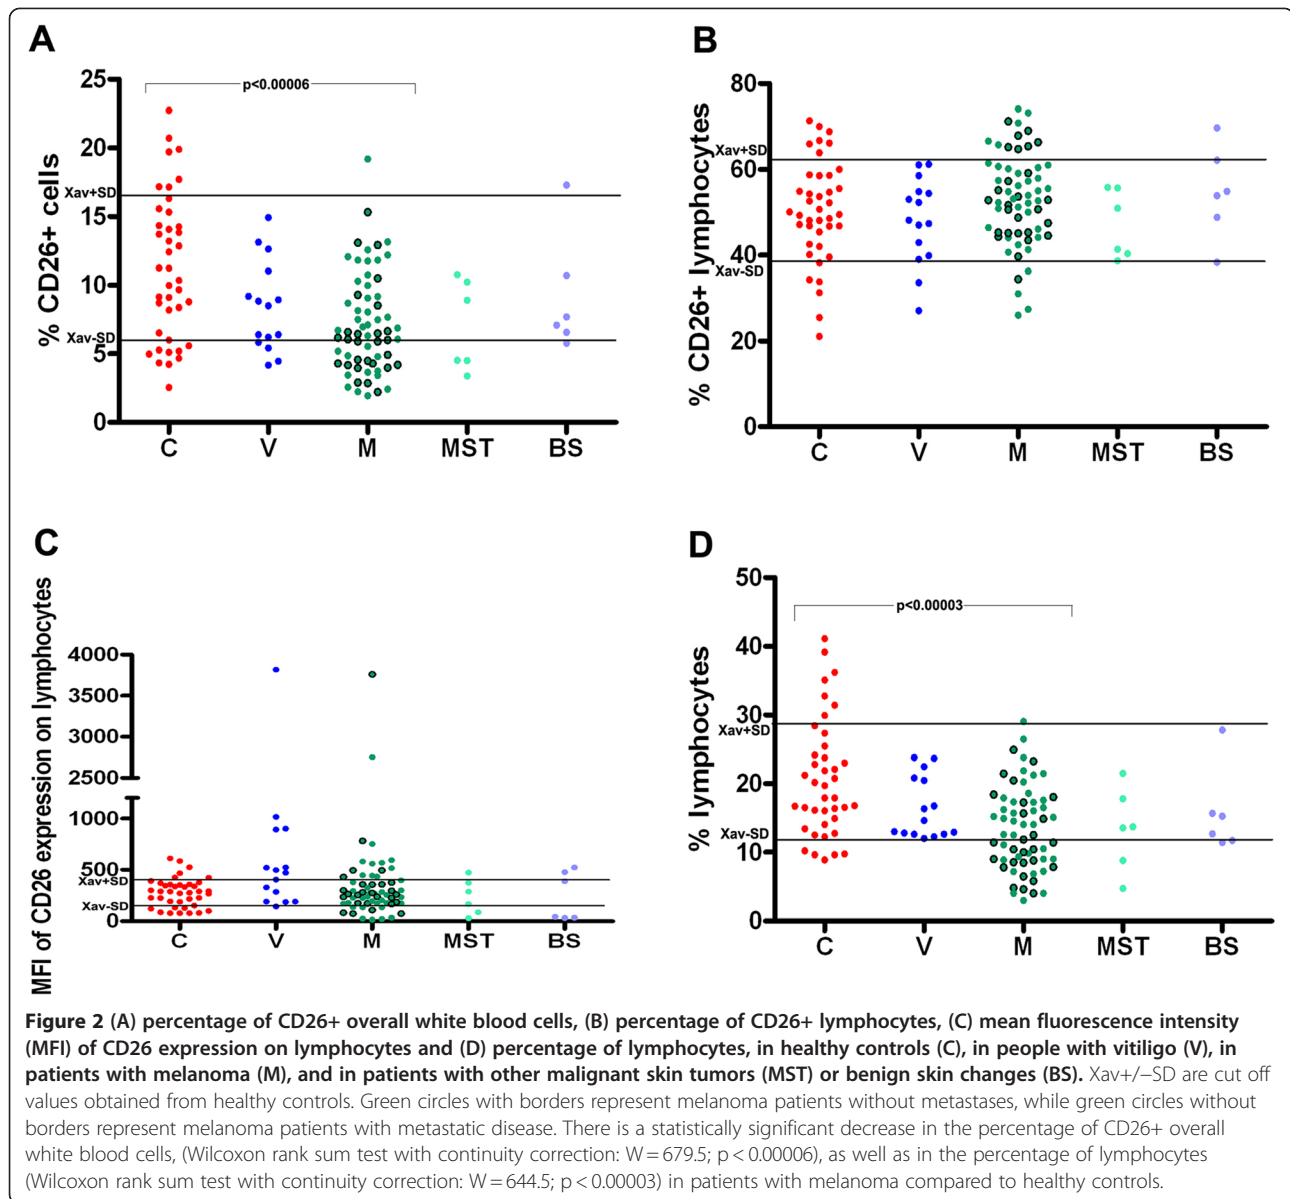 A
% CD26+ cells
25
20
15
10
5
0
p<0.00006
Xav+SD
Xav-SD
C V M MST BS
B
% CD26+ lymphocytes
80
60
40
20
0
Xav+SD
Xav-SD
C V M MST BS
C
MFI of CD26 expression on lymphocytes
4000
3500
3000
2500
1000
500
0
Xav+SD
Xav-SD
C V M MST BS
D
% lymphocytes
50
40
30
20
10
0
p<0.00003
Xav+SD
Xav-SD
C V M MST BS
Figure 2 (A) percentage of CD26+ overall white blood cells, (B) percentage of CD26+ lymphocytes, (C) mean fluorescence intensity
(MFI) of CD26 expression on lymphocytes and (D) percentage of lymphocytes, in healthy controls (C), in people with vitiligo (V), in
patients with melanoma (M), and in patients with other malignant skin tumors (MST) or benign skin changes (BS). Xav+/−SD are cut off
values obtained from healthy controls. Green circles with borders represent melanoma patients without metastases, while green circles without
borders represent melanoma patients with metastatic disease. There is a statistically significant decrease in the percentage of CD26+ overall
white blood cells, (Wilcoxon rank sum test with continuity correction: W = 679.5; p < 0.00006), as well as in the percentage of lymphocytes
(Wilcoxon rank sum test with continuity correction: W = 644.5; p < 0.00003) in patients with melanoma compared to healthy controls.